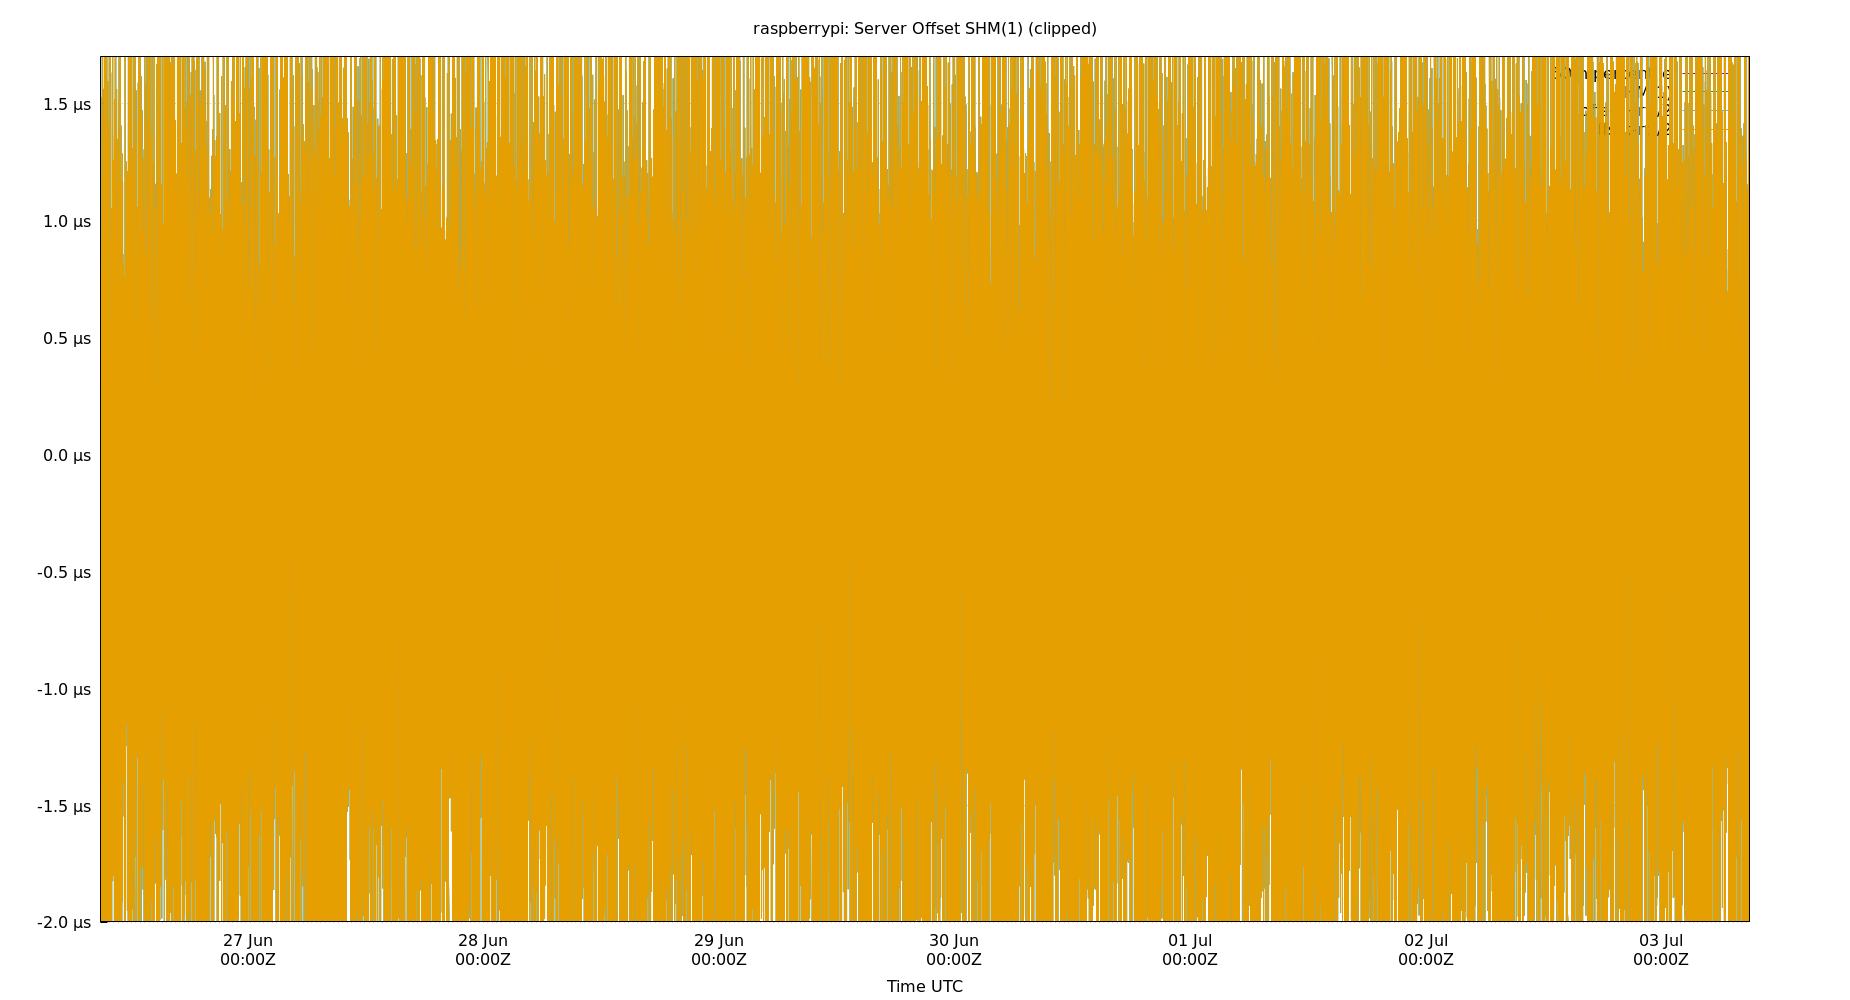 raspberrypi: Server Offset SHM(1) (clipped)
1.5 µs
1.0 µs
0.5 µs
0.0 µs
-0.5 µs
-1.0 µs
-1.5 µs
-2.0 µs
27 Jun 28 Jun 29 Jun 30 Jun 01 Jul 02 Jul 03 Jul
00:00Z 00:00Z 00:00Z 00:00Z 00:00Z 00:00Z 00:00Z
Time UTC